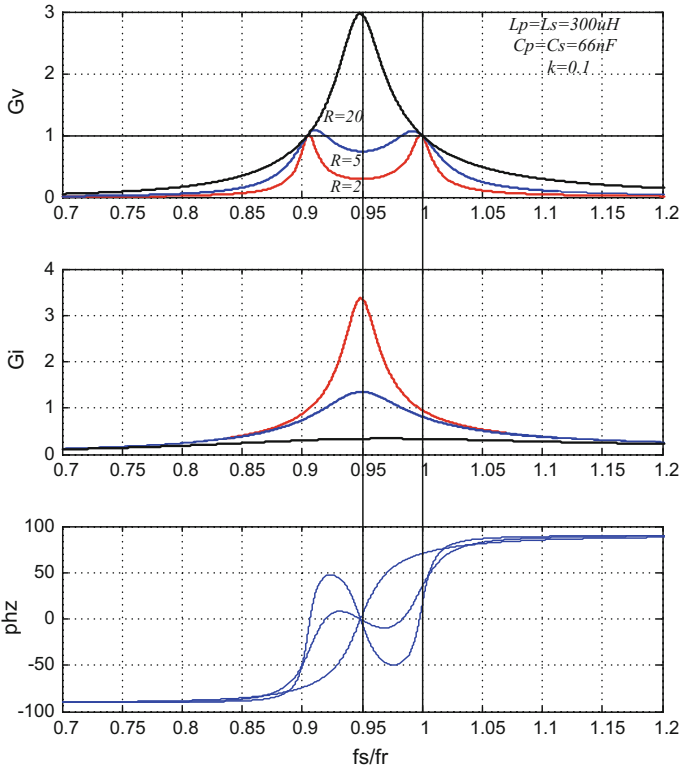 3
2
1
0
Gv
Lp=Ls=300uH
Cp=Cs=66nF
k=0.1
R=20
R=5
R=2
0.7 0.75 0.8 0.85 0.9 0.95 1 1.05 1.1 1.15 1.2
4
3
2
1
0
Gi
0.7 0.75 0.8 0.85 0.9 0.95 1 1.05 1.1 1.15 1.2
100
50
0
-50
-100
phz
0.7 0.75 0.8 0.85 0.9 0.95 1 1.05 1.1 1.15 1.2
fs/fr